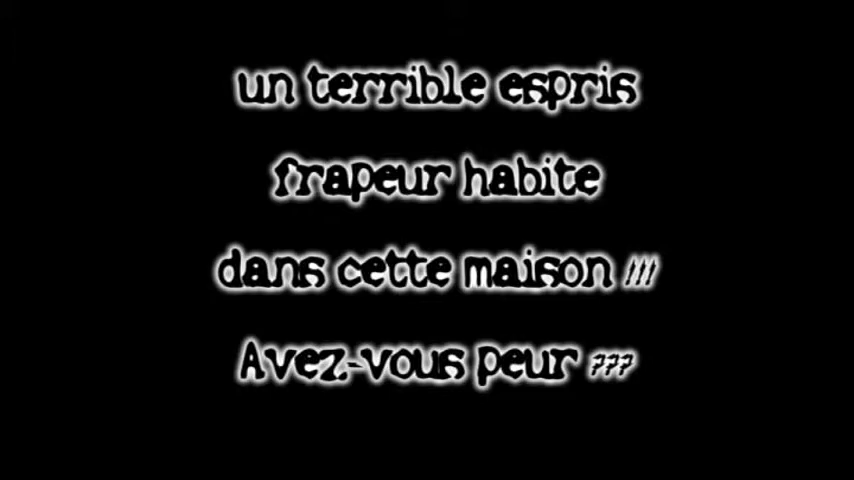 un terrible espris
frapeur habite
dans cette maison !!!
Avez-vous peur ???